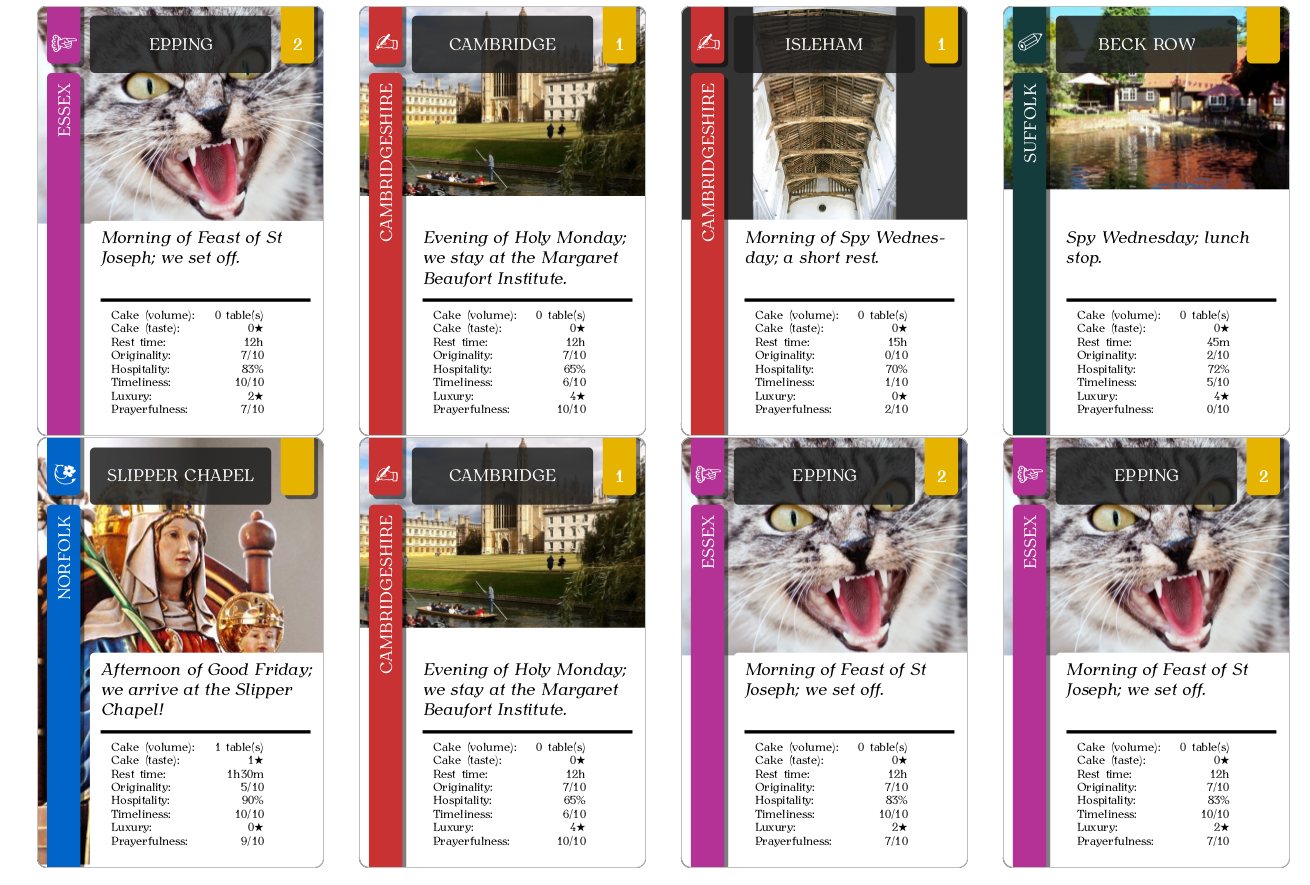 EPPING
2
ESSEX
Morning of Feast of St
Joseph; we set off.
Cake (volume): 0 table(s)
Cake (taste): 0★
Rest time: 12h
Originality: 7/10
Hospitality: 83%
Timeliness: 10/10
Luxury: 2★
Prayerfulness: 7/10
CAMBRIDGE
1
CAMBRIDGESHIRE
Evening of Holy Monday;
we stay at the Margaret
Beaufort Institute.
Cake (volume): 0 table(s)
Cake (taste): 0★
Rest time: 12h
Originality: 7/10
Hospitality: 65%
Timeliness: 6/10
Luxury: 4★
Prayerfulness: 10/10
ISLEHAM
1
CAMBRIDGESHIRE
Morning of Spy Wednes-
day; a short rest.
Cake (volume): 0 table(s)
Cake (taste): 0★
Rest time: 15h
Originality: 0/10
Hospitality: 70%
Timeliness: 1/10
Luxury: 0★
Prayerfulness: 2/10
BECK ROW
SUFFOLK
Spy Wednesday; lunch
stop.
Cake (volume): 0 table(s)
Cake (taste): 0★
Rest time: 45m
Originality: 2/10
Hospitality: 72%
Timeliness: 5/10
Luxury: 4★
Prayerfulness: 0/10
SLIPPER CHAPEL
NORFOLK
Afternoon of Good Friday;
we arrive at the Slipper
Chapel!
Cake (volume): 1 table(s)
Cake (taste): 1★
Rest time: 1h30m
Originality: 5/10
Hospitality: 90%
Timeliness: 10/10
Luxury: 0★
Prayerfulness: 9/10
CAMBRIDGE
1
CAMBRIDGESHIRE
Evening of Holy Monday;
we stay at the Margaret
Beaufort Institute.
Cake (volume): 0 table(s)
Cake (taste): 0★
Rest time: 12h
Originality: 7/10
Hospitality: 65%
Timeliness: 6/10
Luxury: 4★
Prayerfulness: 10/10
EPPING
2
ESSEX
Morning of Feast of St
Joseph; we set off.
Cake (volume): 0 table(s)
Cake (taste): 0★
Rest time: 12h
Originality: 7/10
Hospitality: 83%
Timeliness: 10/10
Luxury: 2★
Prayerfulness: 7/10
EPPING
2
ESSEX
Morning of Feast of St
Joseph; we set off.
Cake (volume): 0 table(s)
Cake (taste): 0★
Rest time: 12h
Originality: 7/10
Hospitality: 83%
Timeliness: 10/10
Luxury: 2★
Prayerfulness: 7/10